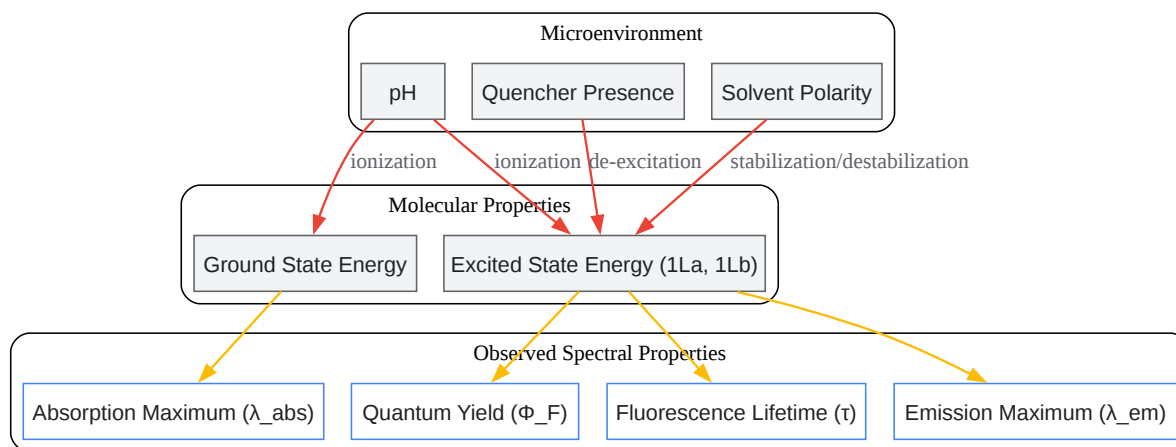 Microenvironment
pH
Quencher Presence
Solvent Polarity
ionization
ionization
de-excitation
stabilization/destabilization
Molecular Properties
Ground State Energy
Excited State Energy (1La, 1Lb)
Observed Spectral Properties
Absorption Maximum (λ_abs)
Quantum Yield (Φ_F)
Fluorescence Lifetime (τ)
Emission Maximum (λ_em)